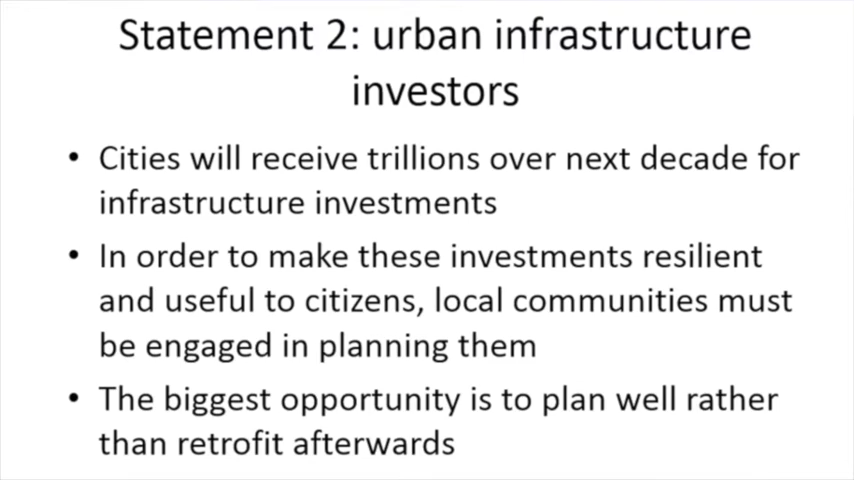 Statement 2: urban infrastructure
investors
• Cities will receive trillions over next decade for
infrastructure investments
• In order to make these investments resilient
and useful to citizens, local communities must
be engaged in planning them
• The biggest opportunity is to plan well rather
than retrofit afterwards